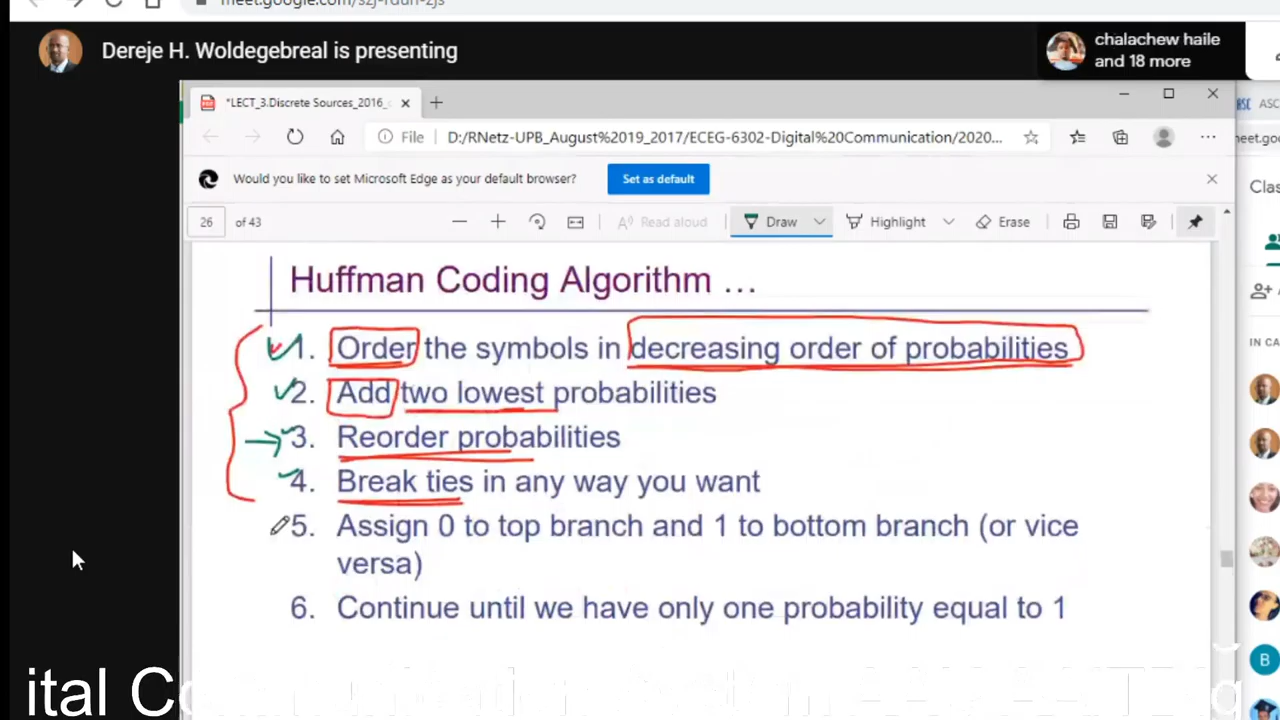 Dereje H. Woldegebreal is presenting
chalachew haile
and 18 more
*LECT_3.Discrete Sources_2016_
File
D:/RNetz-UPB_August%2019_2017/ECEG-6302-Digital%20Communication/2020...
Would you like to set Microsoft Edge as your default browser?
Set as default
26 of 43
Read aloud
Draw
Highlight
Erase
Huffman Coding Algorithm ...
1. Order the symbols in decreasing order of probabilities
2. Add two lowest probabilities
3. Reorder probabilities
4. Break ties in any way you want
5. Assign 0 to top branch and 1 to bottom branch (or vice
versa)
6. Continue until we have only one probability equal to 1
ASC
Clas
IN CA
B
ital